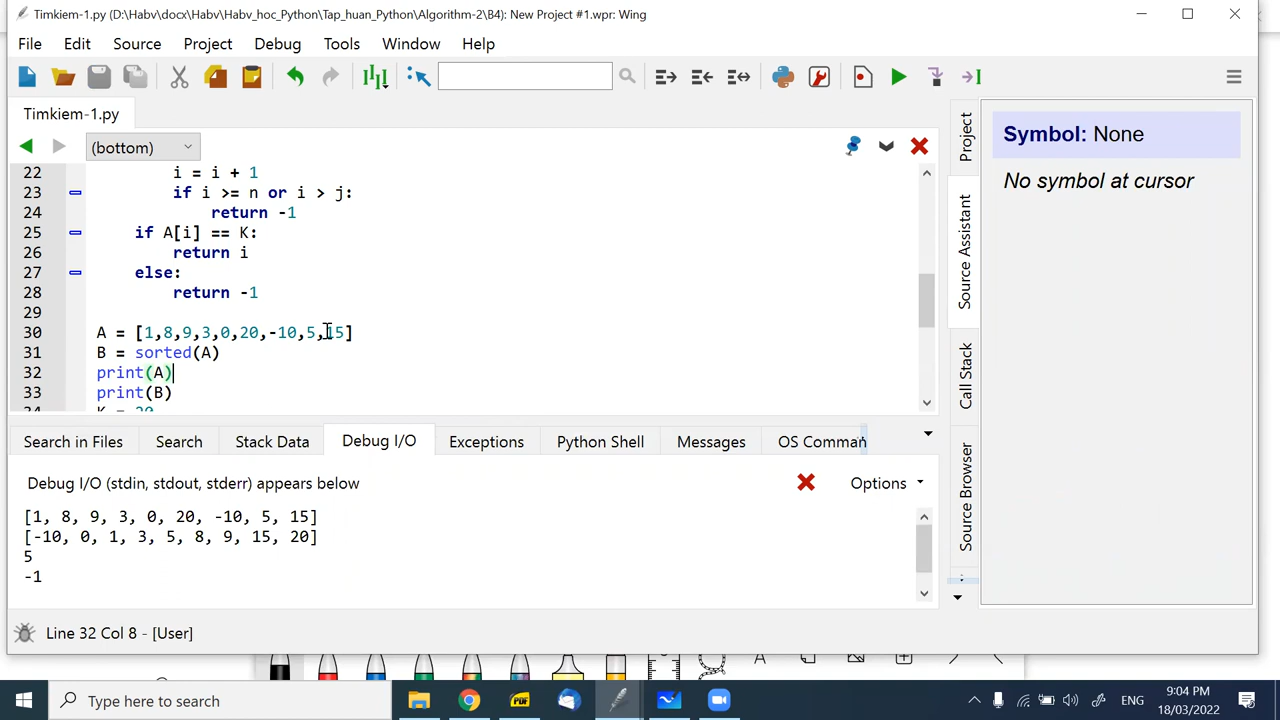 Timkiem-1.py (D:\Habv\docx\Habv\Habv_hoc_Python\Tap_huan_Python\Algorithm-2\B4): New Project #1.wpr: Wing
File Edit Source Project Debug Tools Window Help
Timkiem-1.py
(bottom)
22 i = i + 1
23 if i >= n or i > j:
24 return -1
25 if A[i] == K:
26 return i
27 else:
28 return -1
29
30 A = [1,8,9,3,0,20,-10,5,15]
31 B = sorted(A)
32 print(A)
33 print(B)
34 K = 20
Search in Files Search Stack Data Debug I/O Exceptions Python Shell Messages OS Comman
Debug I/O (stdin, stdout, stderr) appears below
Options
[1, 8, 9, 3, 0, 20, -10, 5, 15]
[-10, 0, 1, 3, 5, 8, 9, 15, 20]
5
-1
Line 32 Col 8 - [User]
Project
Source Assistant
Call Stack
Source Browser
Symbol: None
No symbol at cursor
Type here to search
PDF
ENG
9:04 PM
18/03/2022